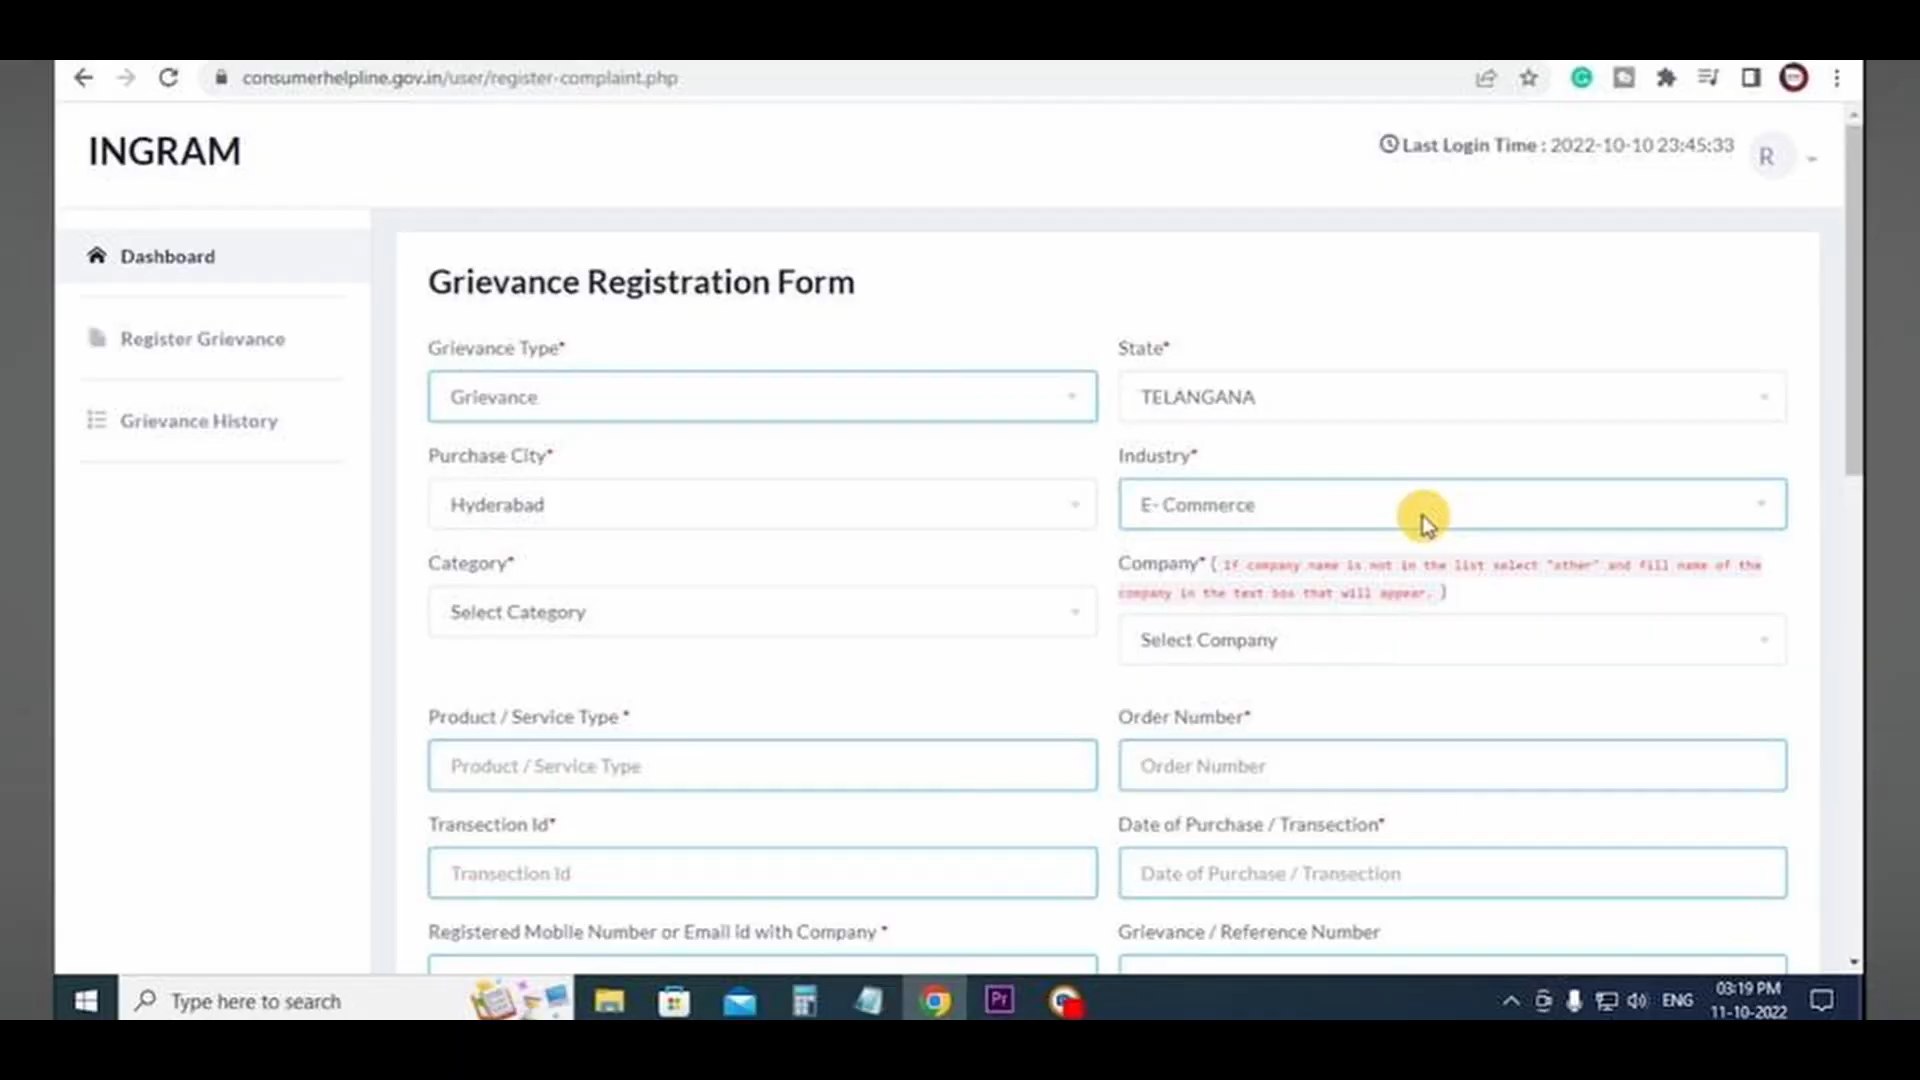 consumerhelpline.gov.in/user/register-complaint.php
INGRAM
Last Login Time : 2022-10-10 23:45:33
R
Dashboard
Register Grievance
Grievance History
Grievance Registration Form
Grievance Type*
State*
Grievance
TELANGANA
Purchase City*
Industry*
Hyderabad
E- Commerce
Category*
Company* ( If company name is not in the list select "other" and fill name of the
company in the text box that will appear. )
Select Category
Select Company
Product / Service Type *
Order Number*
Product / Service Type
Order Number
Transection Id*
Date of Purchase / Transection*
Transection Id
Date of Purchase / Transection
Registered Mobile Number or Email id with Company *
Grievance / Reference Number
Type here to search
Pr
ENG
03:19 PM
11-10-2022